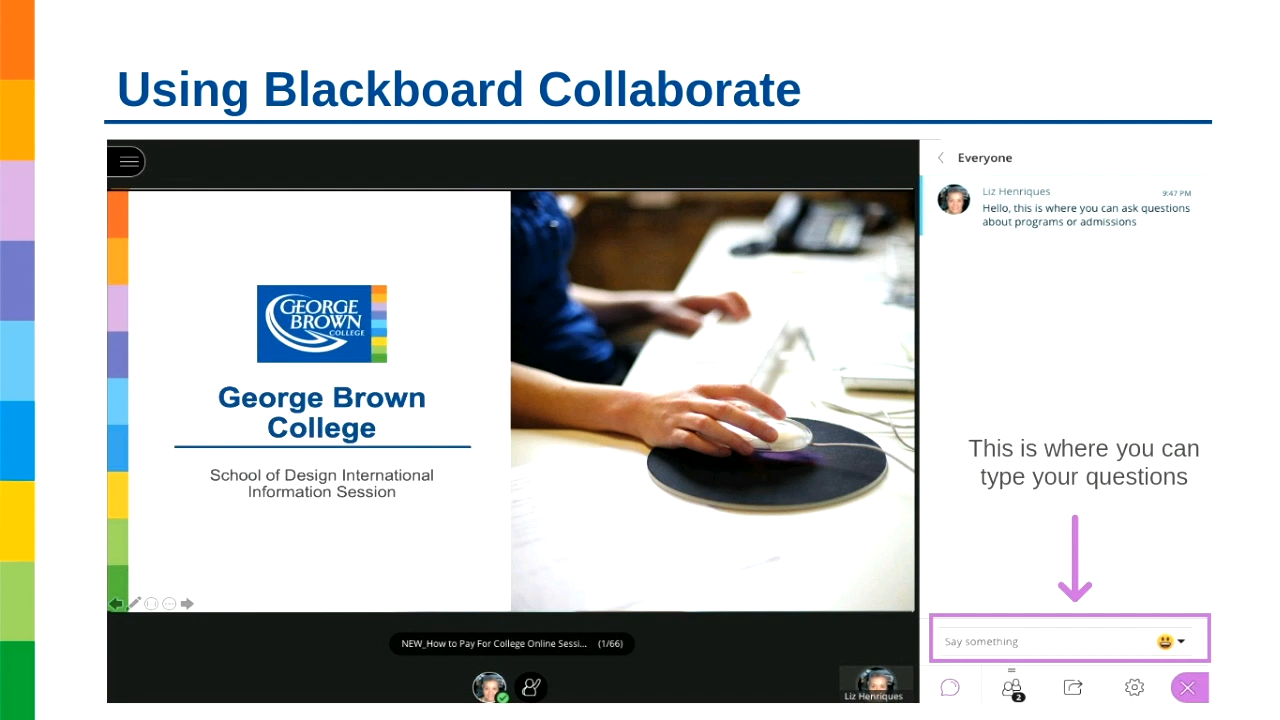 Using Blackboard Collaborate
Everyone
Liz Henriques 9:47 PM
Hello, this is where you can ask questions
about programs or admissions
GEORGE
BROWN
COLLEGE
George Brown
College
School of Design International
Information Session
This is where you can
type your questions
Say something
NEW_How to Pay For College Online Sessi... (1/66)
2
Liz Henriques